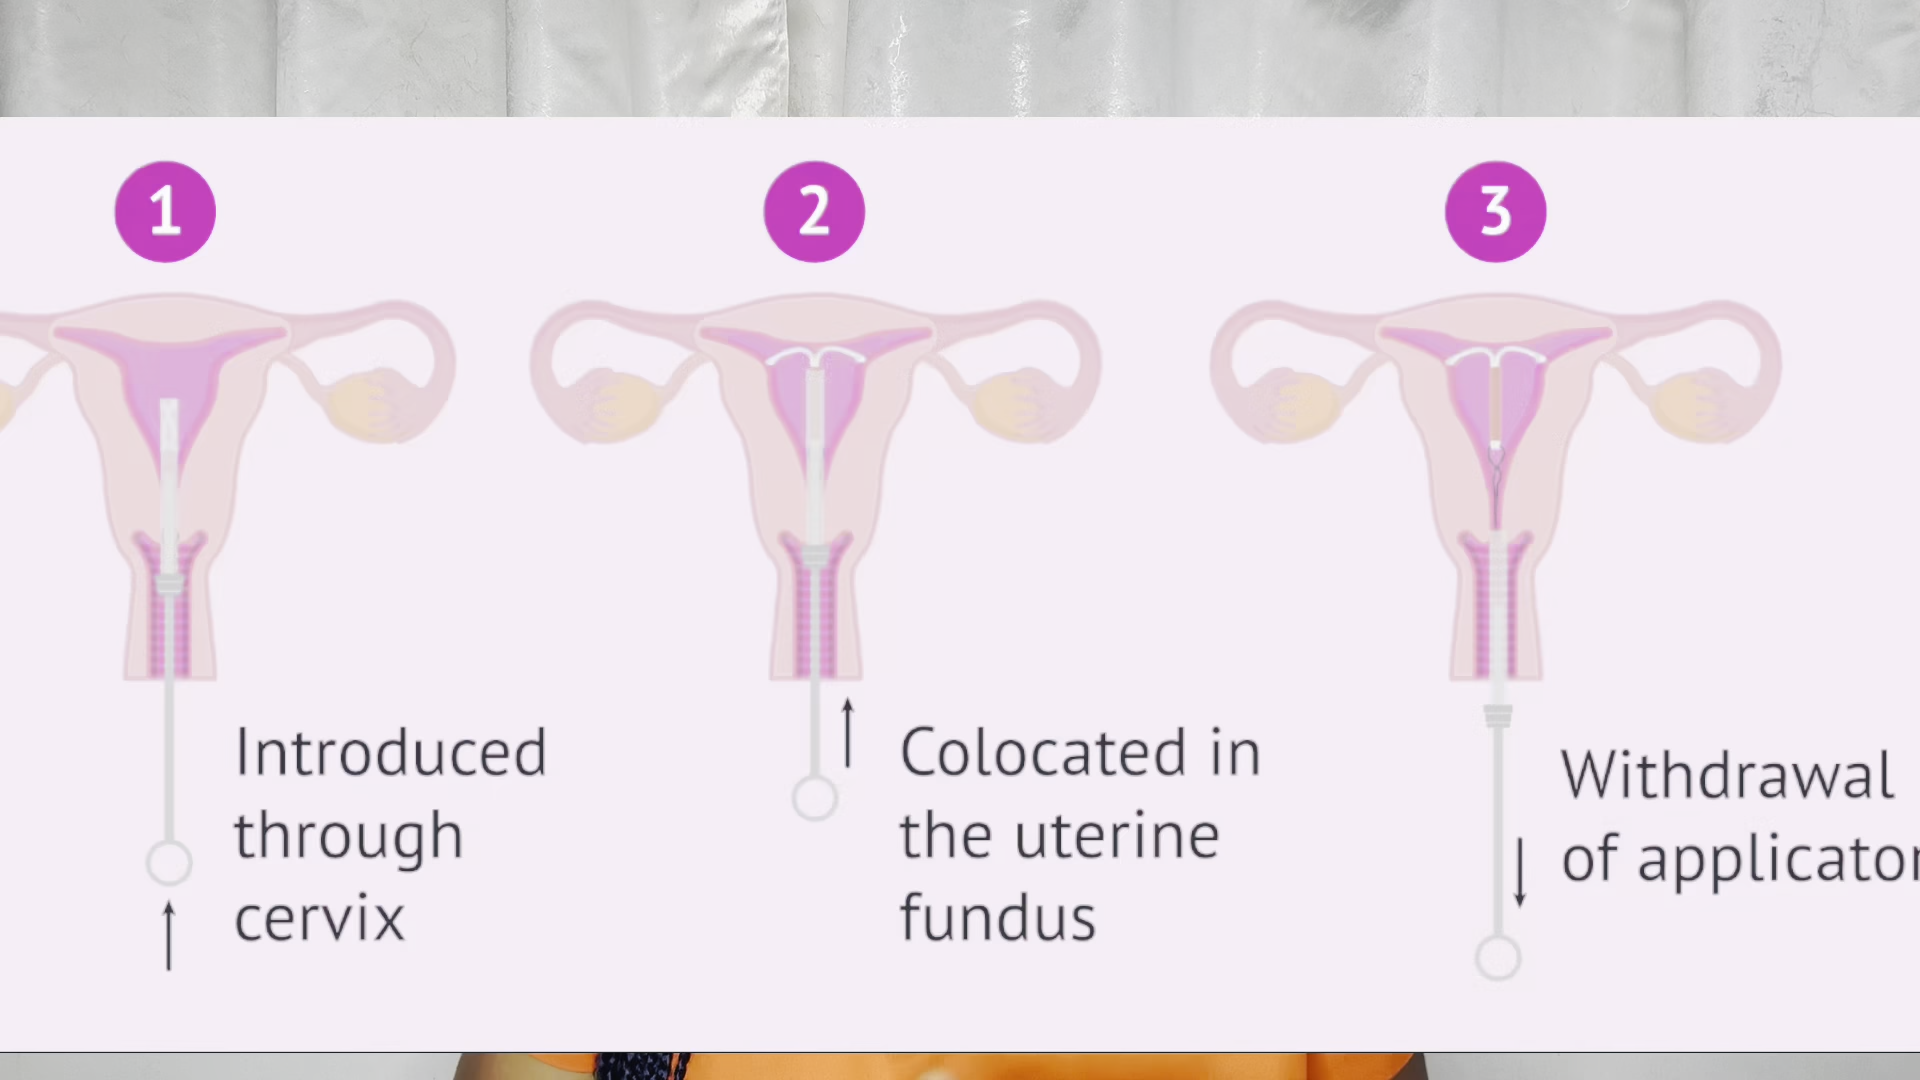 1
2
3
Introduced
through
cervix
Colocated in
the uterine
fundus
Withdrawal
of applicator